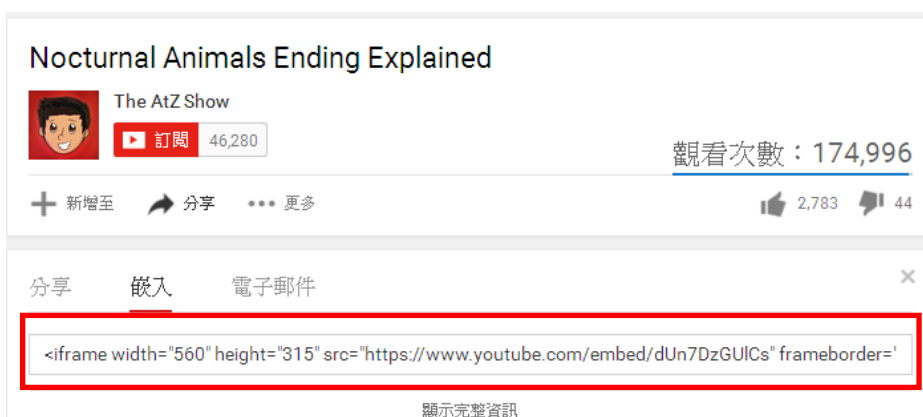 Nocturnal Animals Ending Explained
The AtZ Show
訂閱 46,280
觀看次數：174,996
新增至 分享 更多 2,783 44
分享 嵌入 電子郵件
<iframe width="560" height="315" src="https://www.youtube.com/embed/dUn7DzGUlCs" frameborder='
顯示完整資訊